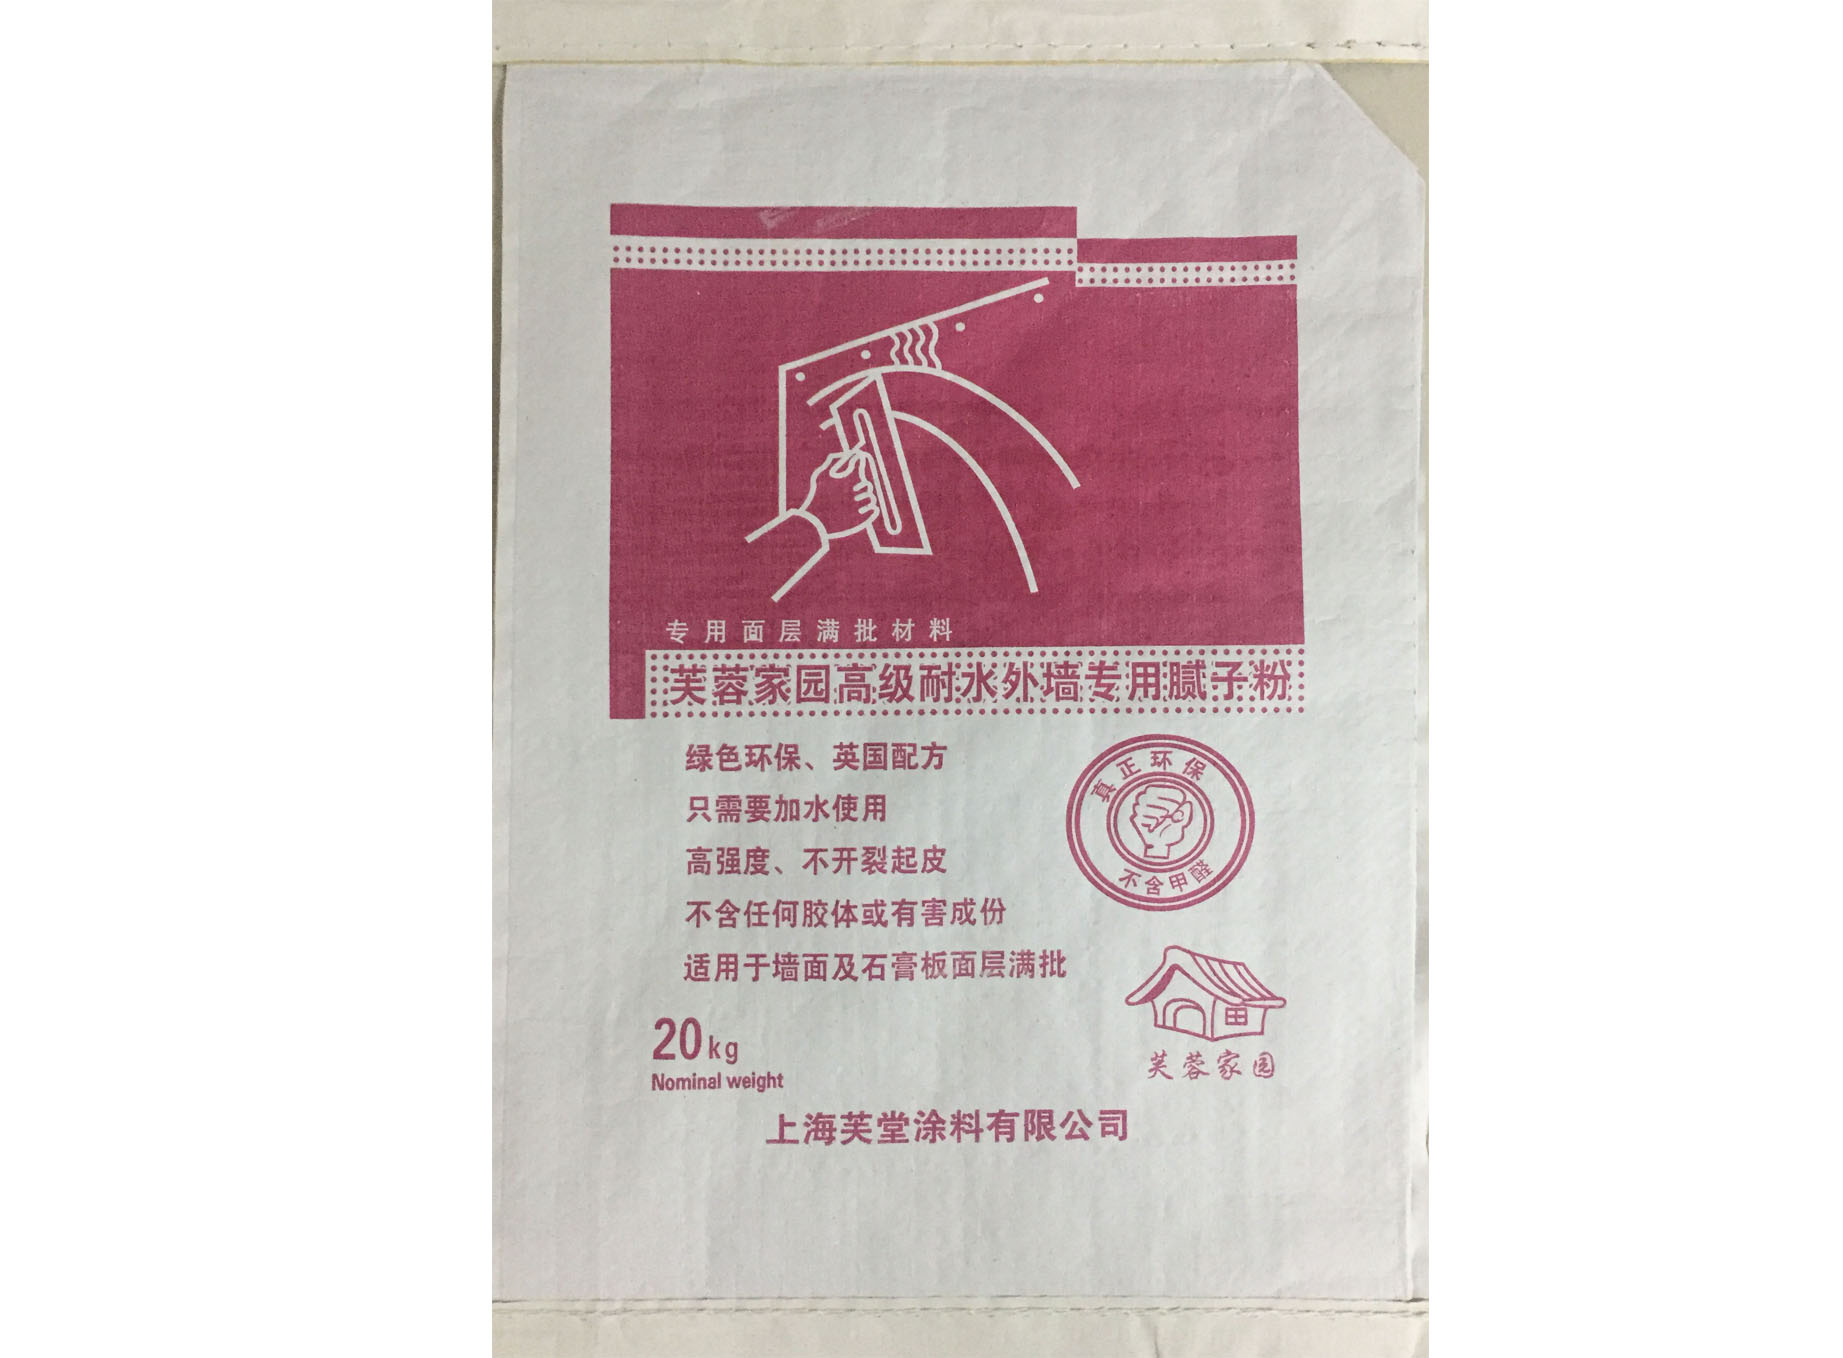 专用面层满批材料
芙蓉家园高级耐水外墙专用腻子粉
绿色环保、英国配方
只需要加水使用
高强度、不开裂起皮
不含任何胶体或有害成份
适用于墙面及石膏板面层满批
真正环保
不含甲醛
芙蓉家园
20kg
Nominal weight
上海芙堂涂料有限公司